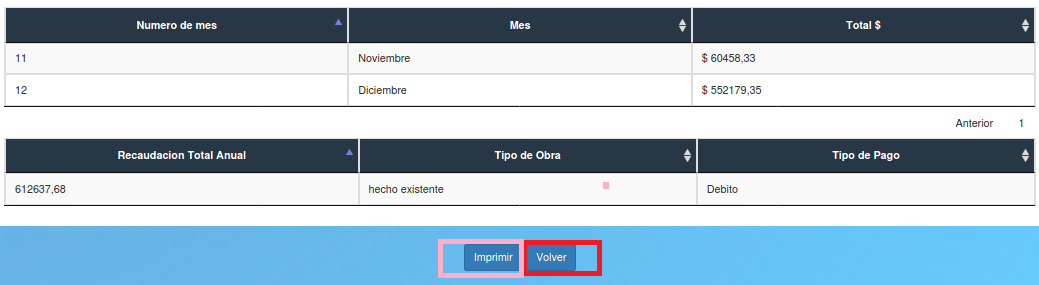 Numero de mes Mes Total $
11 Noviembre $ 60458,33
12 Diciembre $ 552179,35
Anterior 1
Recaudacion Total Anual Tipo de Obra Tipo de Pago
612637,68 hecho existente Debito
Imprimir Volver